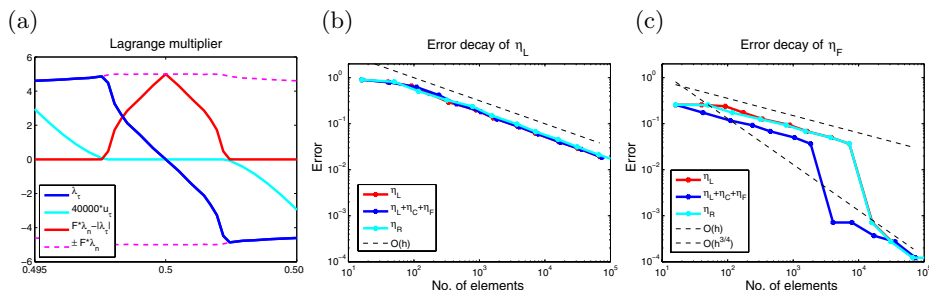 (a)
Lagrange multiplier
6
4
2
0
−2
−4
−6
0.495
0.5
0.50
λτ
40000*uτ
F*λn−|λτ|
± F*λn
(b)
Error decay of ηL
Error
10^0
10^−1
10^−2
10^−3
10^−4
10^1
10^2
10^3
10^4
10^5
No. of elements
ηL
ηL+ηC+ηF
ηR
O(h)
(c)
Error decay of ηF
Error
10^0
10^−1
10^−2
10^−3
10^−4
10^1
10^2
10^3
10^4
10^5
No. of elements
ηL
ηL+ηC+ηF
ηR
O(h)
O(h^3/4)